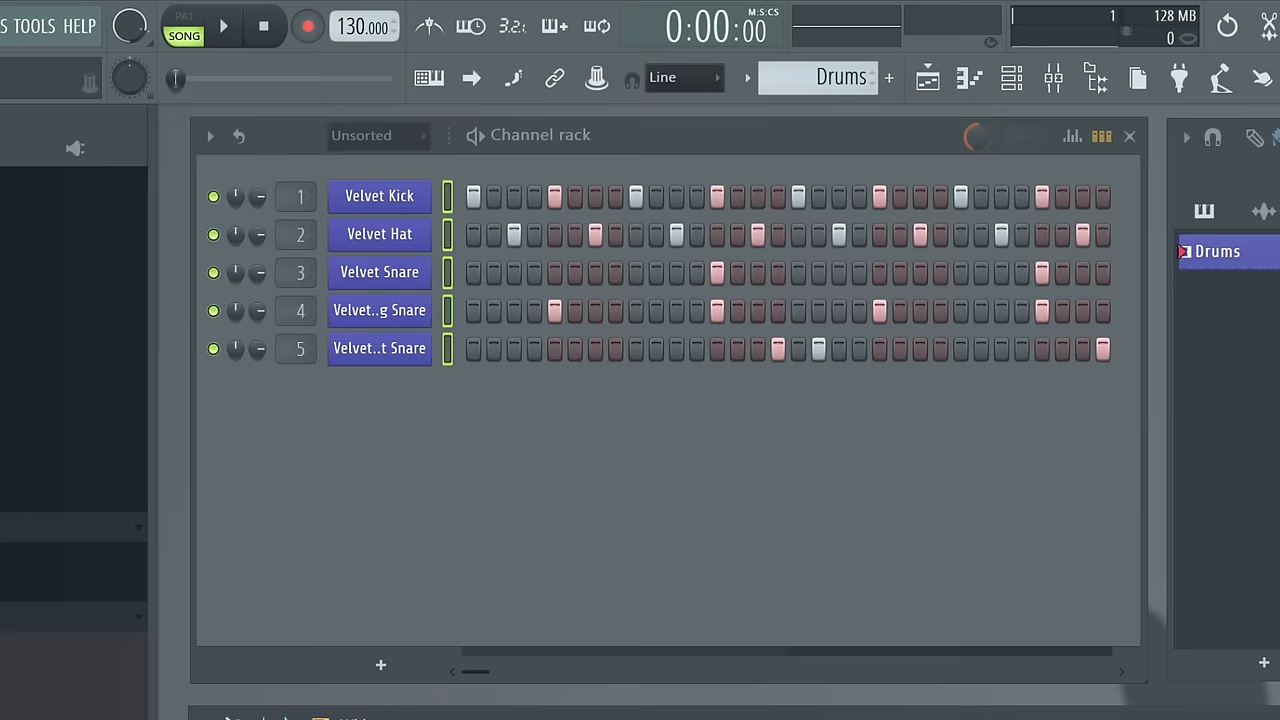 S TOOLS HELP
PAT
SONG
130.000
3.2.
0:00:00
M:S:CS
1
128 MB
0
Line
Drums
Unsorted
Channel rack
1
Velvet Kick
2
Velvet Hat
3
Velvet Snare
4
Velvet..g Snare
5
Velvet..t Snare
Drums